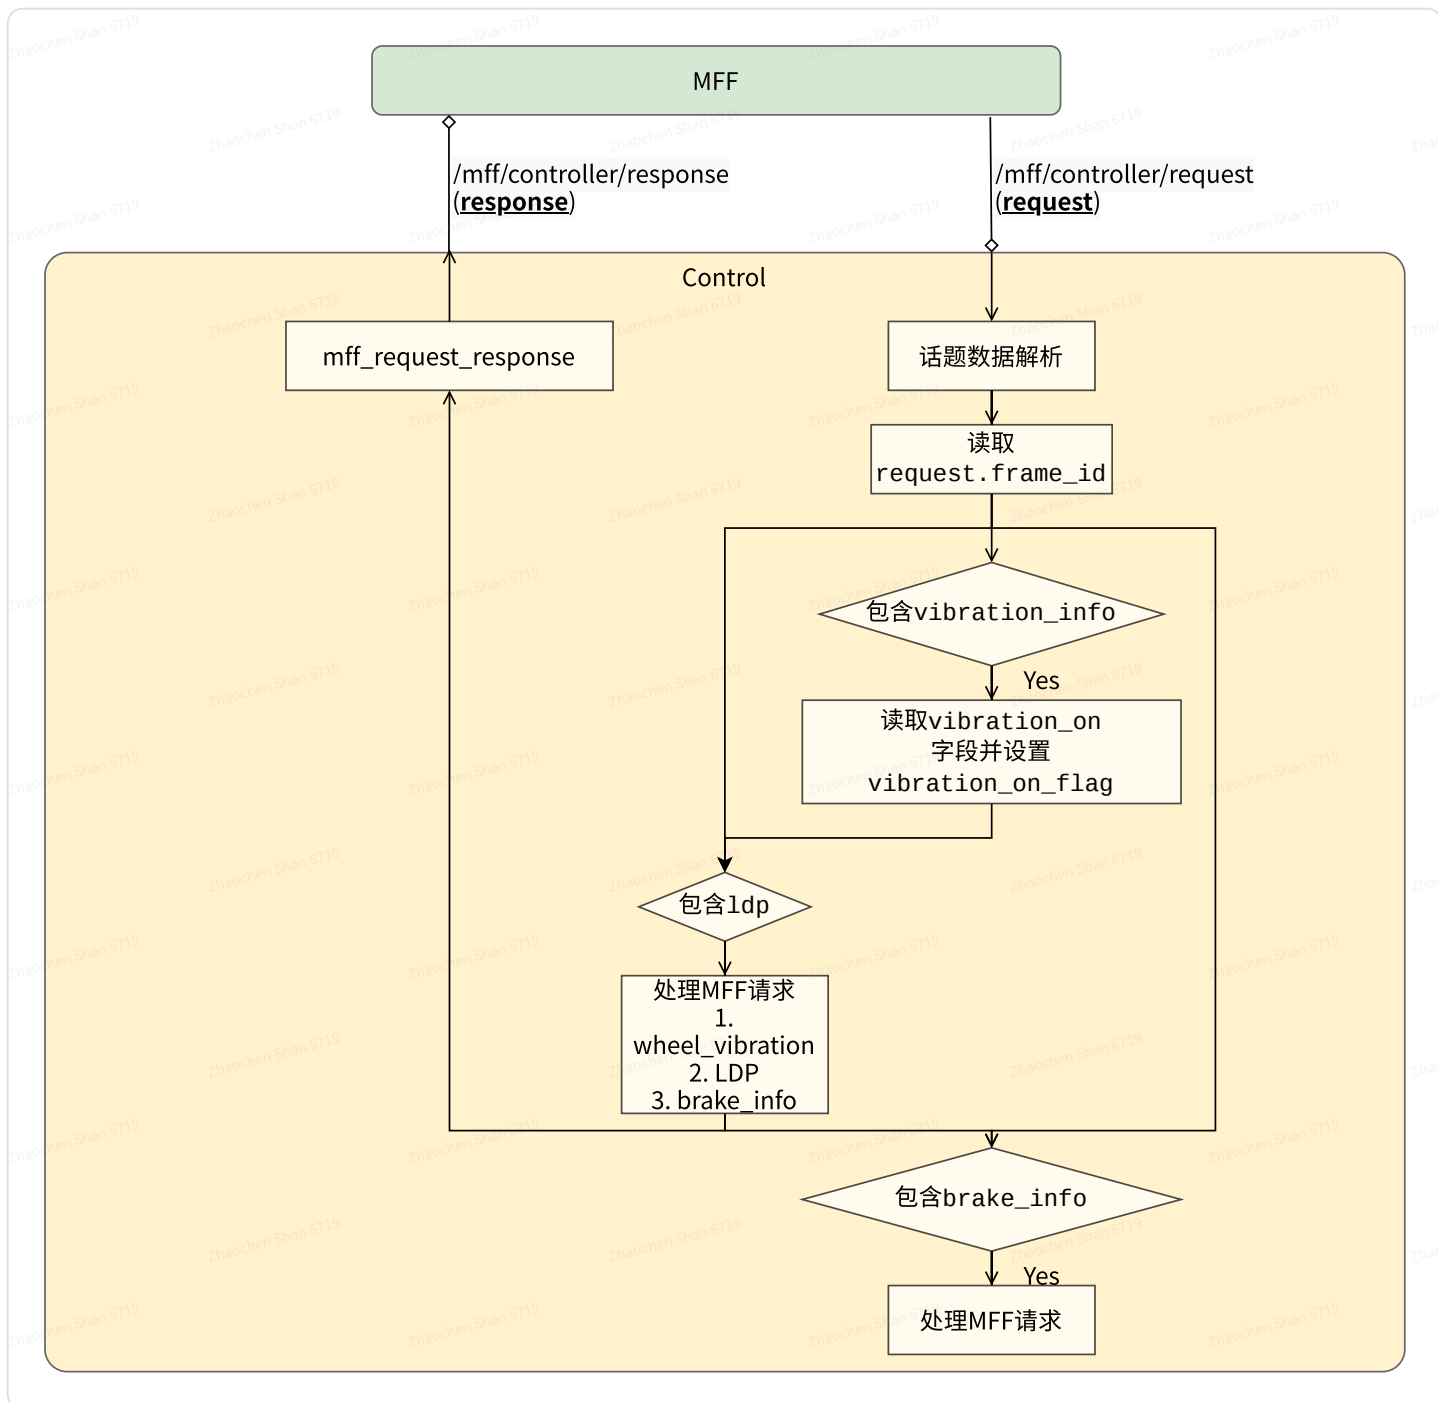 MFF
/mff/controller/response
(response)
/mff/controller/request
(request)
Control
mff_request_response
话题数据解析
读取
request.frame_id
包含vibration_info
Yes
读取vibration_on
字段并设置
vibration_on_flag
包含ldp
处理MFF请求
1.
wheel_vibration
2. LDP
3. brake_info
包含brake_info
Yes
处理MFF请求
Zhaochen Shan 6719